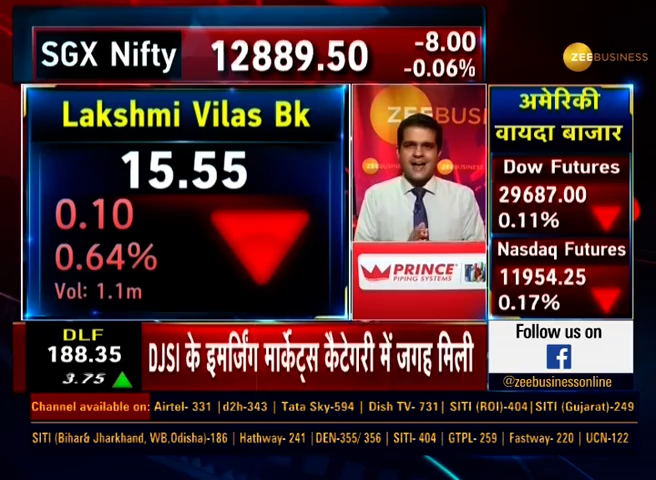 SGX Nifty 12889.50 -8.00
-0.06%
ZEEBUSINESS
Lakshmi Vilas Bk
15.55
0.10
0.64%
Vol: 1.1m
ZEEBUSI
ZEEBUSINESS
PRINCE
PIPING SYSTEMS
अमेरिकी
वायदा बाजार
Dow Futures
29687.00
0.11%
Nasdaq Futures
11954.25
0.17%
DLF
188.35
3.75
DJSI के इमर्जिंग मार्केट्स कैटेगरी में जगह मिली
Follow us on
@zeebusinessonline
Channel available on: Airtel- 331 |d2h-343 | Tata Sky-594 | Dish TV- 731| SITI (ROI)-404|SITI (Gujarat)-249
SITI (Bihar& Jharkhand, WB,Odisha)-186 | Hathway- 241 |DEN-355/ 356 | SITI- 404 | GTPL- 259 | Fastway- 220 | UCN-122